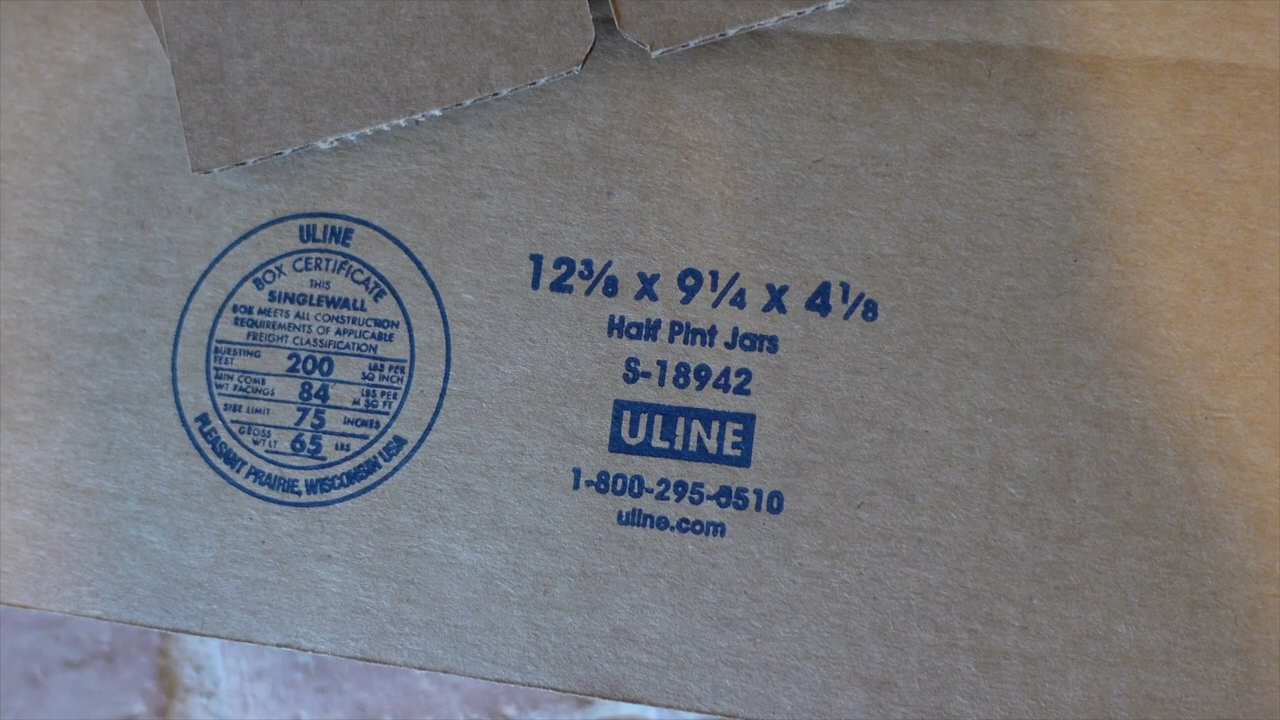 ULINE
BOX CERTIFICATE
THIS
SINGLEWALL
BOX MEETS ALL CONSTRUCTION
REQUIREMENTS OF APPLICABLE
FREIGHT CLASSIFICATION
BURSTING TEST 200 LBS PER SQ INCH
MIN COMB WT FACINGS 84 LBS PER M SQ FT
SIZE LIMIT 75 INCHES
GROSS WT LT. 65 LBS
PLEASANT PRAIRIE, WISCONSIN USA
12⅜ x 9¼ x 4⅛
Half Pint Jars
S-18942
ULINE
1-800-295-5510
uline.com